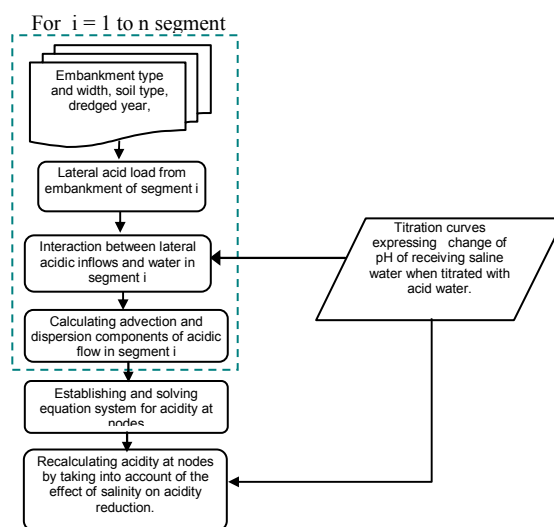 For i = 1 to n segment
Embankment type
and width, soil type,
dredged year,
Lateral acid load from
embankment of segment i
Interaction between lateral
acidic inflows and water in
segment i
Calculating advection and
dispersion components of acidic
flow in segment i
Establishing and solving
equation system for acidity at
nodes
Recalculating acidity at nodes
by taking into account of the
effect of salinity on acidity
reduction.
Titration curves
expressing change of
pH of receiving saline
water when titrated with
acid water.